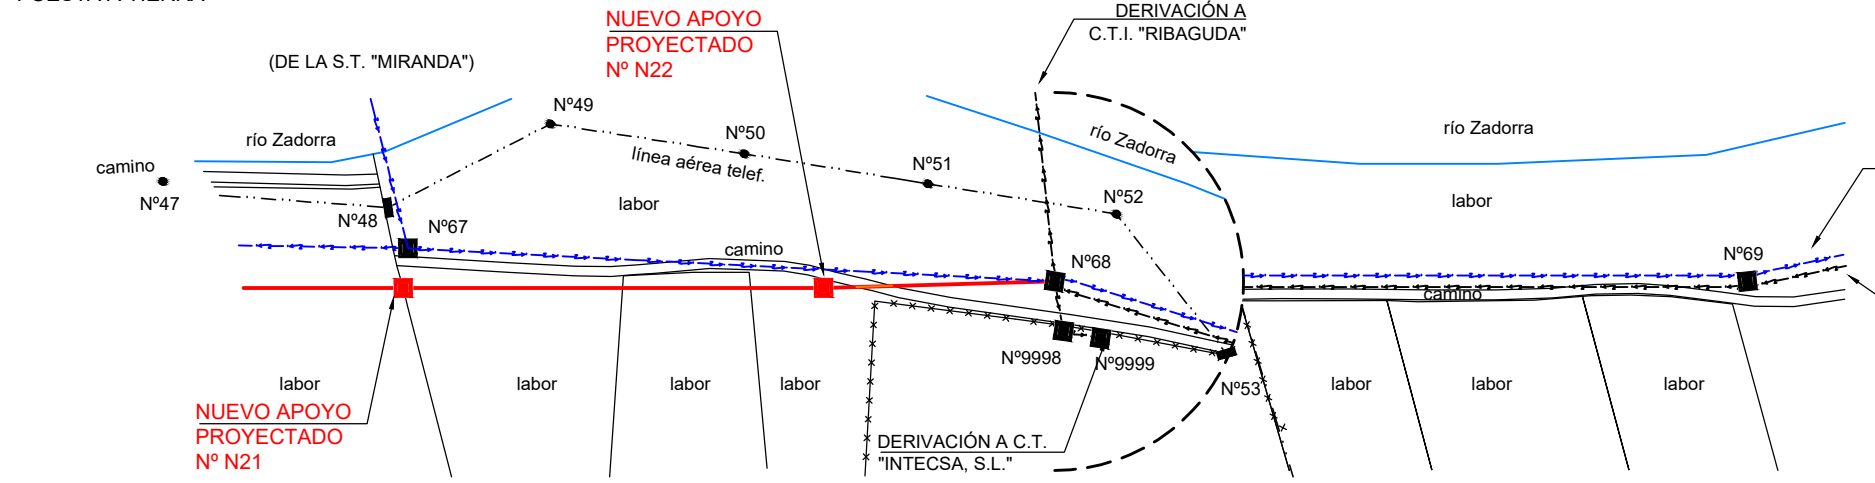 NUEVO APOYO
PROYECTADO
Nº N22
DERIVACIÓN A
C.T.I. "RIBAGUDA"
(DE LA S.T. "MIRANDA")
Nº49
río Zadorra
Nº50
línea aérea telef.
río Zadorra
río Zadorra
camino
Nº47
Nº51
Nº52
Nº48
Nº67
labor
labor
camino
Nº68
Nº69
camino
Nº9998
Nº9999
Nº53
labor
labor
labor
labor
labor
labor
labor
NUEVO APOYO
PROYECTADO
Nº N21
DERIVACIÓN A C.T.
"INTECSA, S.L."